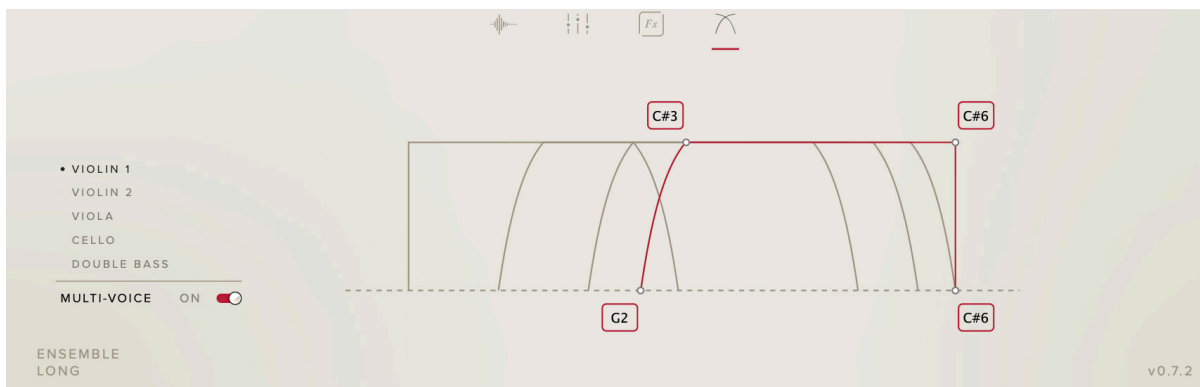 Fx
C#3
C#6
• VIOLIN 1
VIOLIN 2
VIOLA
CELLO
DOUBLE BASS
MULTI-VOICE ON
G2
C#6
ENSEMBLE
LONG
v0.7.2